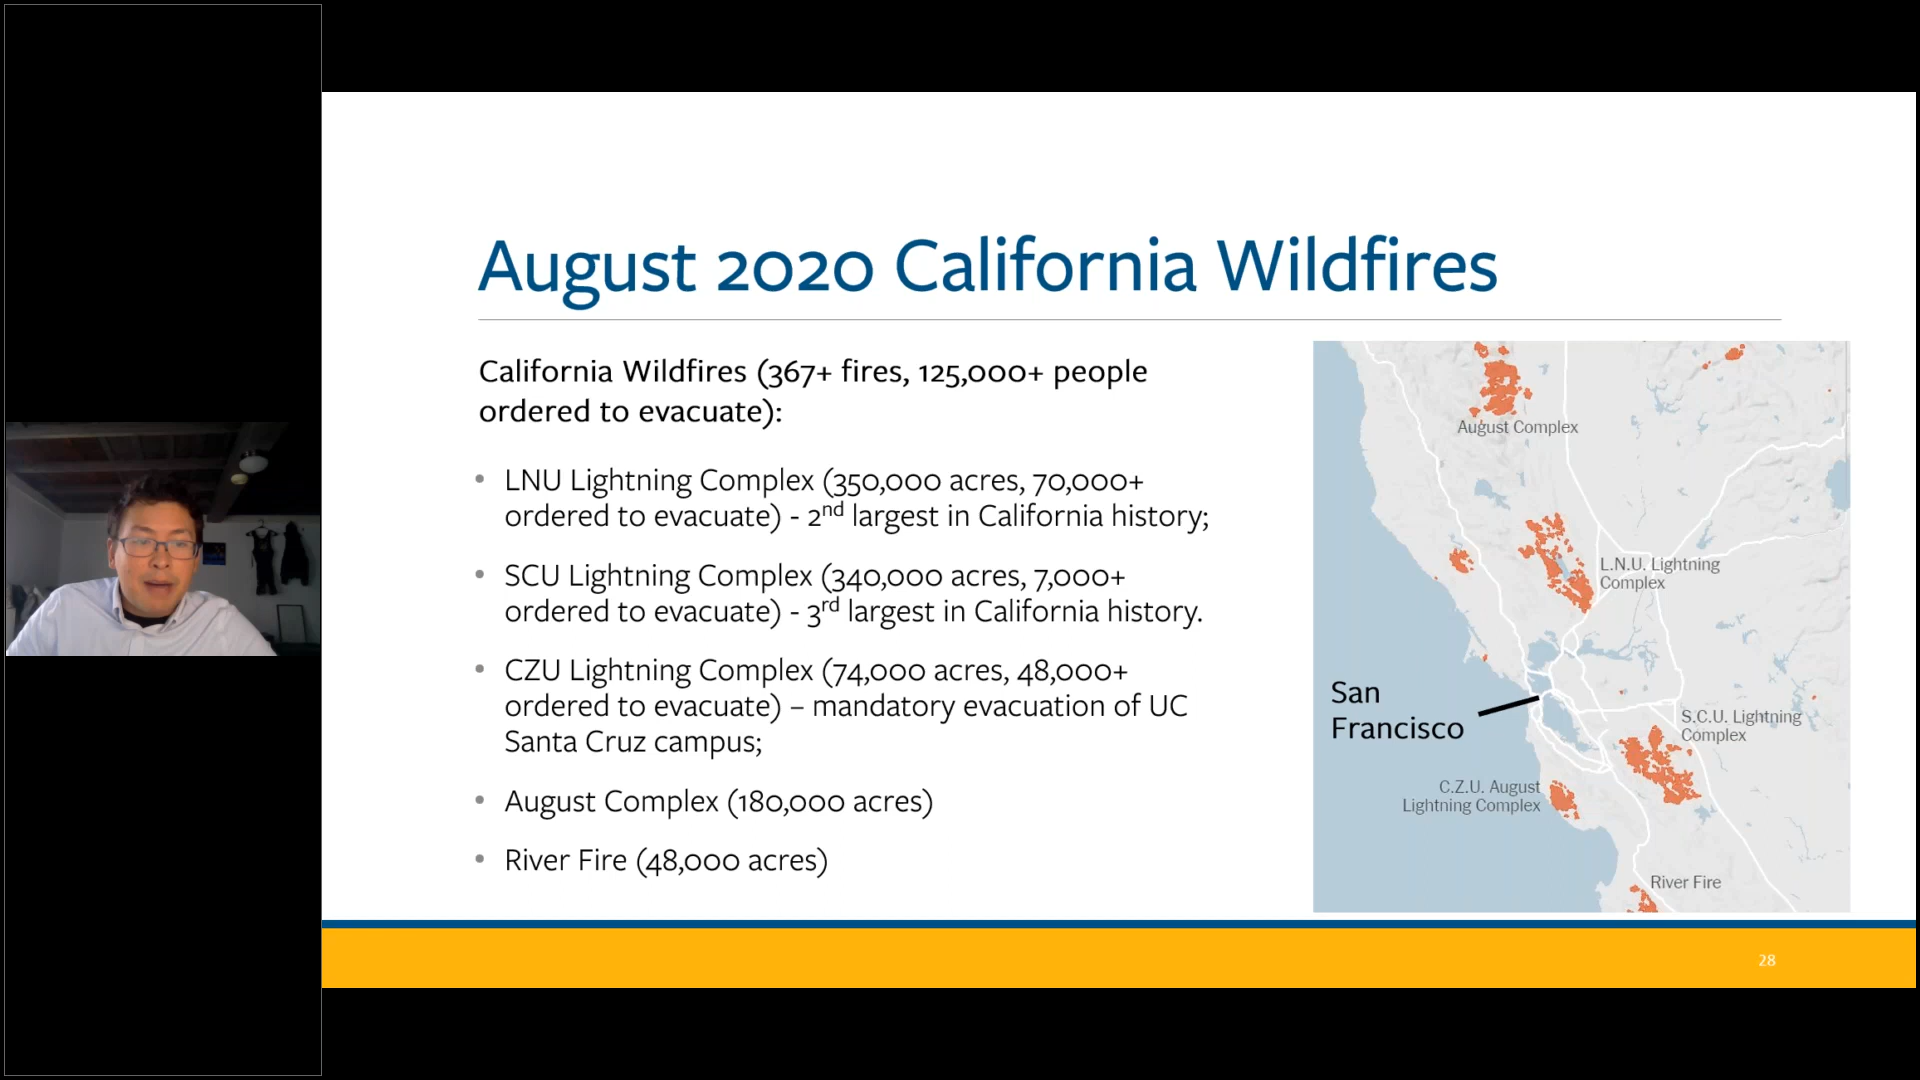 August 2020 California Wildfires
California Wildfires (367+ fires, 125,000+ people
ordered to evacuate):
• LNU Lightning Complex (350,000 acres, 70,000+
ordered to evacuate) - 2nd largest in California history;
• SCU Lightning Complex (340,000 acres, 7,000+
ordered to evacuate) - 3rd largest in California history.
• CZU Lightning Complex (74,000 acres, 48,000+
ordered to evacuate) – mandatory evacuation of UC
Santa Cruz campus;
• August Complex (180,000 acres)
• River Fire (48,000 acres)
August Complex
L.N.U. Lightning
Complex
San
Francisco
S.C.U. Lightning
Complex
C.Z.U. August
Lightning Complex
River Fire
28